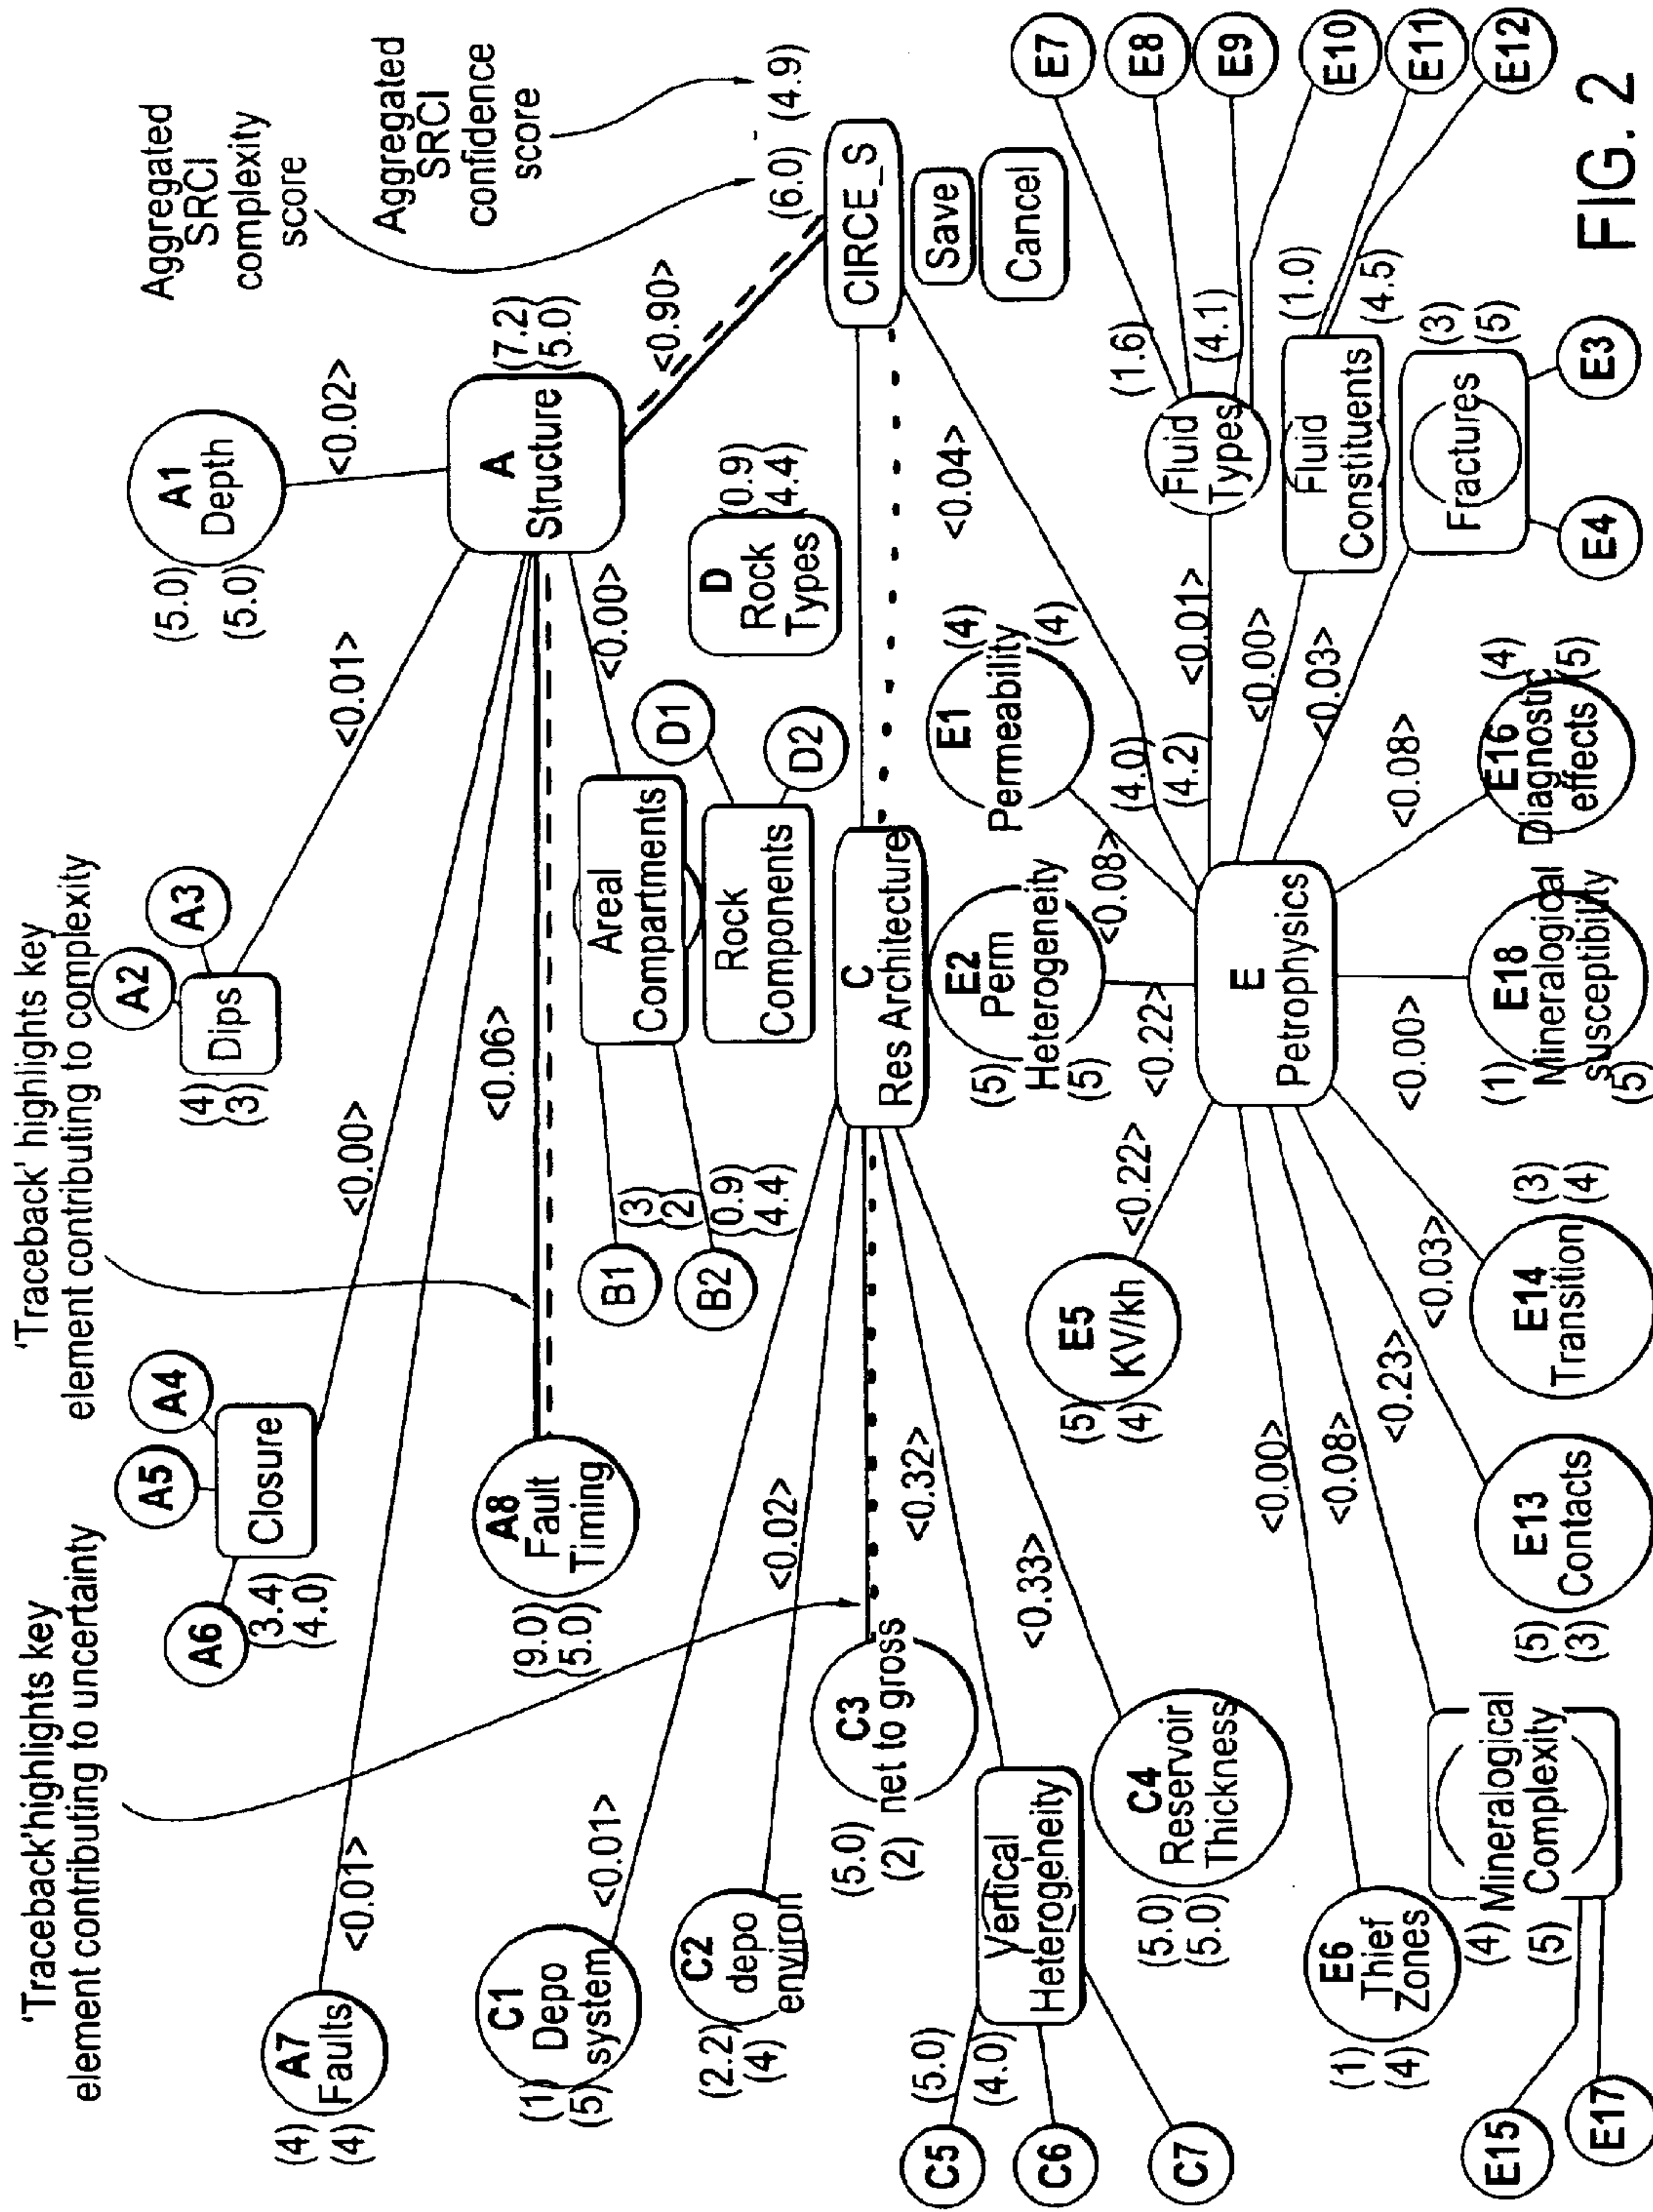 'Traceback'highlights key
element contributing to uncertainty
'Traceback' highlights key
element contributing to complexity
Aggregated
SRCI
complexity
score
Aggregated
SRCI
confidence
score
(6.0) (4.9)
A7
Faults
(4)
(4)
<0.01>
A6
A5
A4
Closure
(3.4)
(4.0)
<0.00>
A2
A3
Dips
(4)
(3)
<0.01>
A1
Depth
(5.0)
(5.0)
<0.02>
A
Structure
(7.2)
(5.0)
<0.90>
A8
Fault
Timing
(9.0)
(5.0)
<0.06>
<0.00>
B1
B2
(3)
(2)
(0.9)
(4.4)
Areal
Compartments
Rock
Components
D1
D2
D
Rock
Types
(0.9)
(4.4)
CIRCE_S
Save
Cancel
C1
Depo
system
(1)
(5)
<0.01>
C2
depo
environ
(2.2)
(4)
<0.02>
C3
net to gross
(5.0)
(2)
<0.32>
C
Res Architecture
Vertical
Heterogeneity
(5.0)
(4.0)
C5
C6
C7
C4
Reservoir
Thickness
(5.0)
(5.0)
<0.33>
<0.04>
E1
Permeability
(4)
(4)
<0.08>
E2
Perm
Heterogeneity
(5)
(5)
<0.22>
E5
KV/kh
(5)
(4)
<0.22>
E
Petrophysics
(4.0)
(4.2)
<0.01>
Fluid
Types
(1.6)
(4.1)
E7
E8
E9
E10
E11
E12
<0.00>
Fluid
Constituents
(1.0)
(4.5)
<0.03>
Fractures
(3)
(5)
E4
E3
E6
Thief
Zones
(1)
(4)
<0.00>
Mineralogical
Complexity
(4)
(5)
<0.08>
E15
E17
E13
Contacts
(5)
(3)
<0.23>
E14
Transition
(3)
(4)
<0.03>
E18
Mineralogical
susceptibility
(1)
(5)
<0.00>
E16
Diagnostic
effects
(4)
(5)
<0.08>
FIG. 2